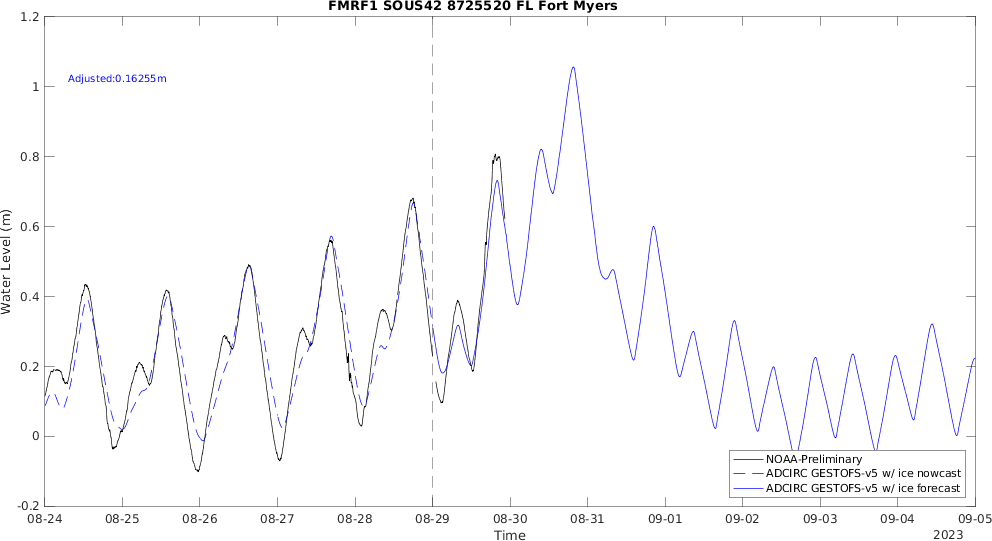 FMRF1 SOUS42 8725520 FL Fort Myers
1.2
1
0.8
0.6
0.4
0.2
0
-0.2
Water Level (m)
Adjusted:0.16255m
NOAA-Preliminary
ADCIRC GESTOFS-v5 w/ ice nowcast
ADCIRC GESTOFS-v5 w/ ice forecast
08-24 08-25 08-26 08-27 08-28 08-29 08-30 08-31 09-01 09-02 09-03 09-04 09-05
Time
2023